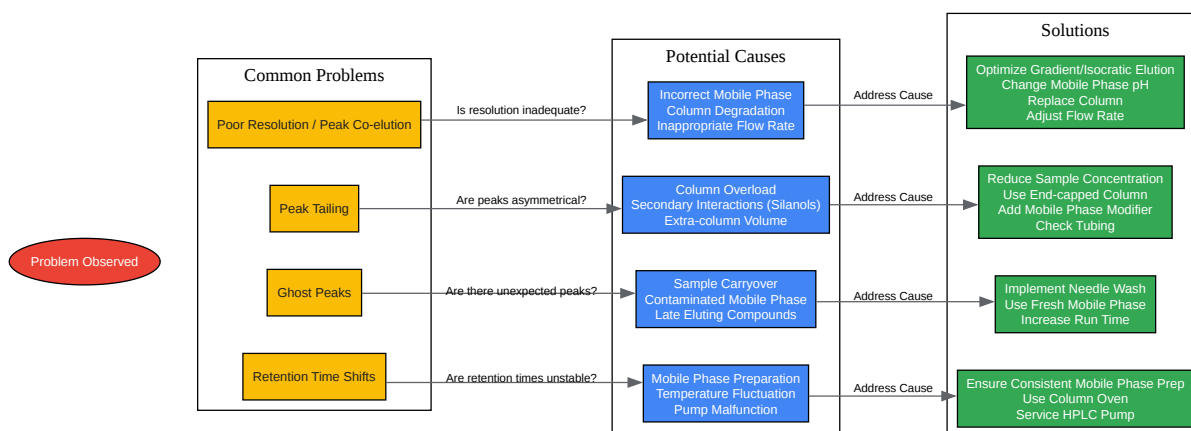 Problem Observed
Common Problems
Poor Resolution / Peak Co-elution
Peak Tailing
Ghost Peaks
Retention Time Shifts
Is resolution inadequate?
Are peaks asymmetrical?
Are there unexpected peaks?
Are retention times unstable?
Potential Causes
Incorrect Mobile Phase
Column Degradation
Inappropriate Flow Rate
Column Overload
Secondary Interactions (Silanols)
Extra-column Volume
Sample Carryover
Contaminated Mobile Phase
Late Eluting Compounds
Mobile Phase Preparation
Temperature Fluctuation
Pump Malfunction
Address Cause
Address Cause
Address Cause
Address Cause
Solutions
Optimize Gradient/Isocratic Elution
Change Mobile Phase pH
Replace Column
Adjust Flow Rate
Reduce Sample Concentration
Use End-capped Column
Add Mobile Phase Modifier
Check Tubing
Implement Needle Wash
Use Fresh Mobile Phase
Increase Run Time
Ensure Consistent Mobile Phase Prep
Use Column Oven
Service HPLC Pump